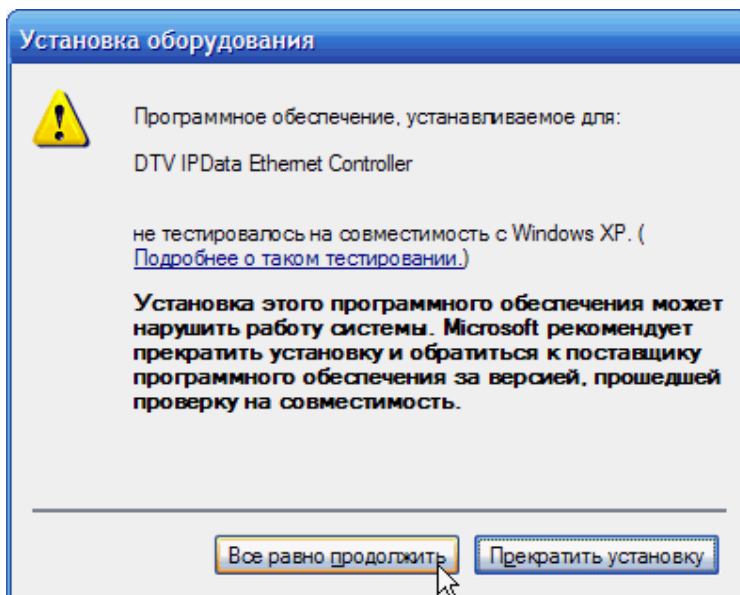 Установка оборудования
Программное обеспечение, устанавливаемое для:
DTV IPData Ethernet Controller
не тестировалось на совместимость с Windows XP. (
Подробнее о таком тестировании.)
Установка этого программного обеспечения может
нарушить работу системы. Microsoft рекомендует
прекратить установку и обратиться к поставщику
программного обеспечения за версией, прошедшей
проверку на совместимость.
Все равно продолжить
Прекратить установку